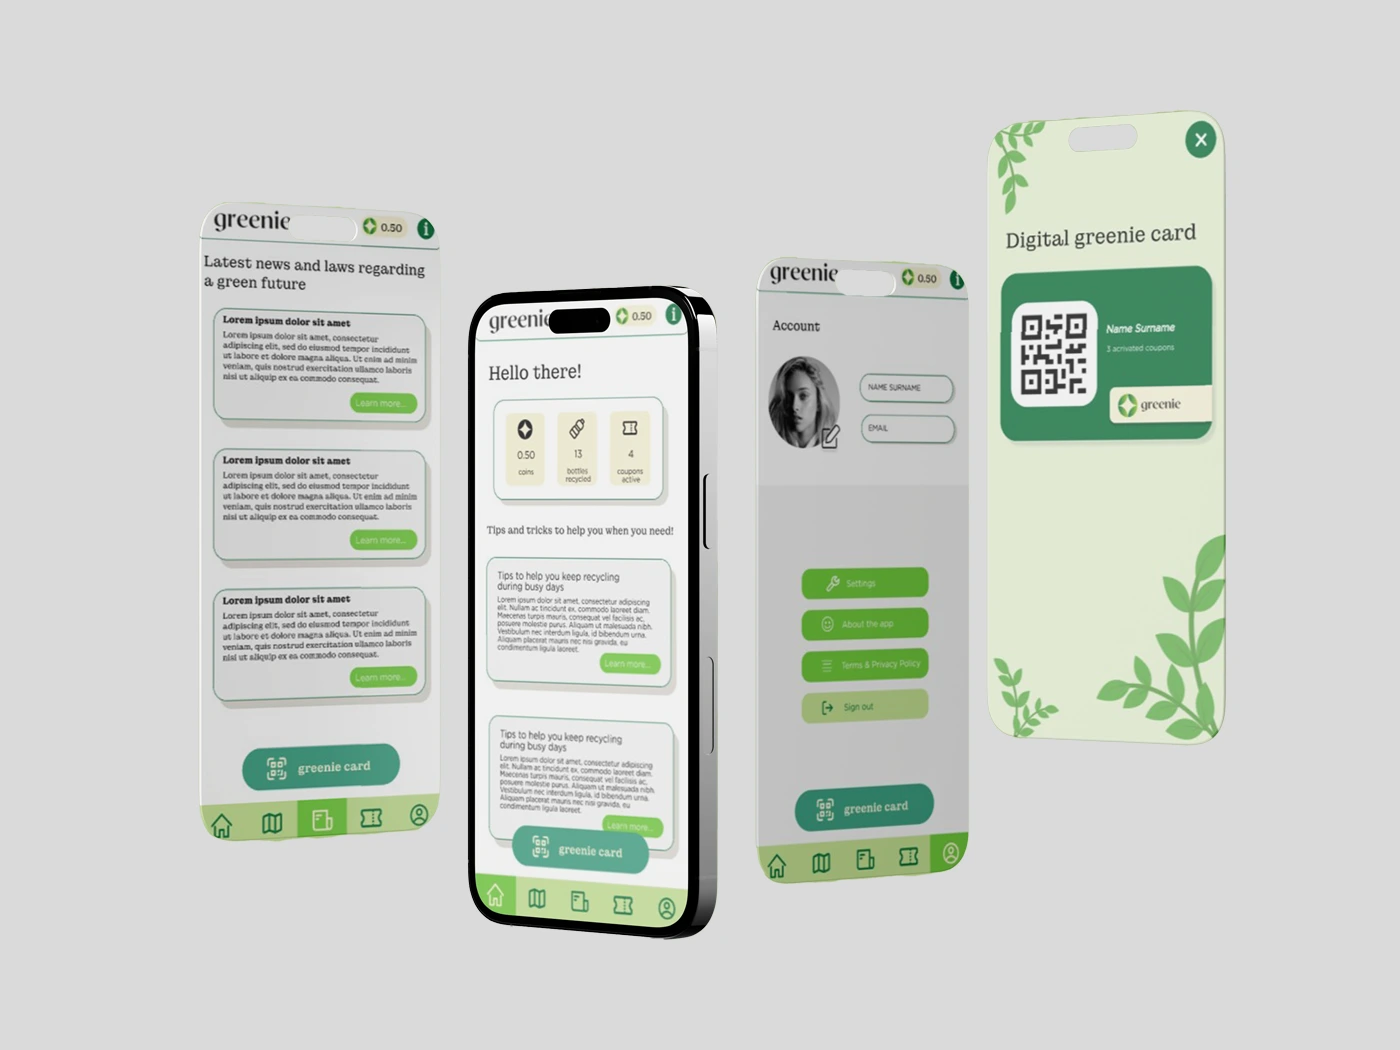 greenie
0.50
i
Latest news and laws regarding
a green future
Lorem ipsum dolor sit amet
Lorem ipsum dolor sit amet, consectetur
adipiscing elit, sed do eiusmod tempor incididunt
ut labore et dolore magna aliqua. Ut enim ad minim
veniam, quis nostrud exercitation ullamco laboris
nisi ut aliquip ex ea commodo consequat.
Learn more...
Lorem ipsum dolor sit amet
Lorem ipsum dolor sit amet, consectetur
adipiscing elit, sed do eiusmod tempor incididunt
ut labore et dolore magna aliqua. Ut enim ad minim
veniam, quis nostrud exercitation ullamco laboris
nisi ut aliquip ex ea commodo consequat.
Learn more...
Lorem ipsum dolor sit amet
Lorem ipsum dolor sit amet, consectetur
adipiscing elit, sed do eiusmod tempor incididunt
ut labore et dolore magna aliqua. Ut enim ad minim
veniam, quis nostrud exercitation ullamco laboris
nisi ut aliquip ex ea commodo consequat.
Learn more...
greenie card
greenie
0.50
i
Hello there!
0.50
coins
13
bottles
recycled
4
coupons
active
Tips and tricks to help you when you need!
Tips to help you keep recycling
during busy days
Lorem ipsum dolor sit amet, consectetur adipiscing
elit. Nullam ac tincidunt ex, commodo laoreet diam.
Maecenas turpis mauris, consequat vel facilisis ac,
posuere molestie purus. Aliquam ut malesuada nibh.
Vestibulum nec interdum ligula, id bibendum urna.
Aliquam placerat mauris nec nisi gravida, eu
condimentum ligula laoreet.
Learn more...
Tips to help you keep recycling
during busy days
Lorem ipsum dolor sit amet, consectetur adipiscing
elit. Nullam ac tincidunt ex, commodo laoreet diam.
Maecenas turpis mauris, consequat vel facilisis ac,
posuere molestie purus. Aliquam ut malesuada nibh.
Vestibulum nec interdum ligula, id bibendum urna.
Aliquam placerat mauris nec nisi gravida, eu
condimentum ligula laoreet.
Learn more...
greenie card
greenie
0.50
i
Account
NAME SURNAME
EMAIL
Settings
About the app
Terms & Privacy Policy
Sign out
greenie card
X
Digital greenie card
Name Surname
3 acrivated coupons
greenie